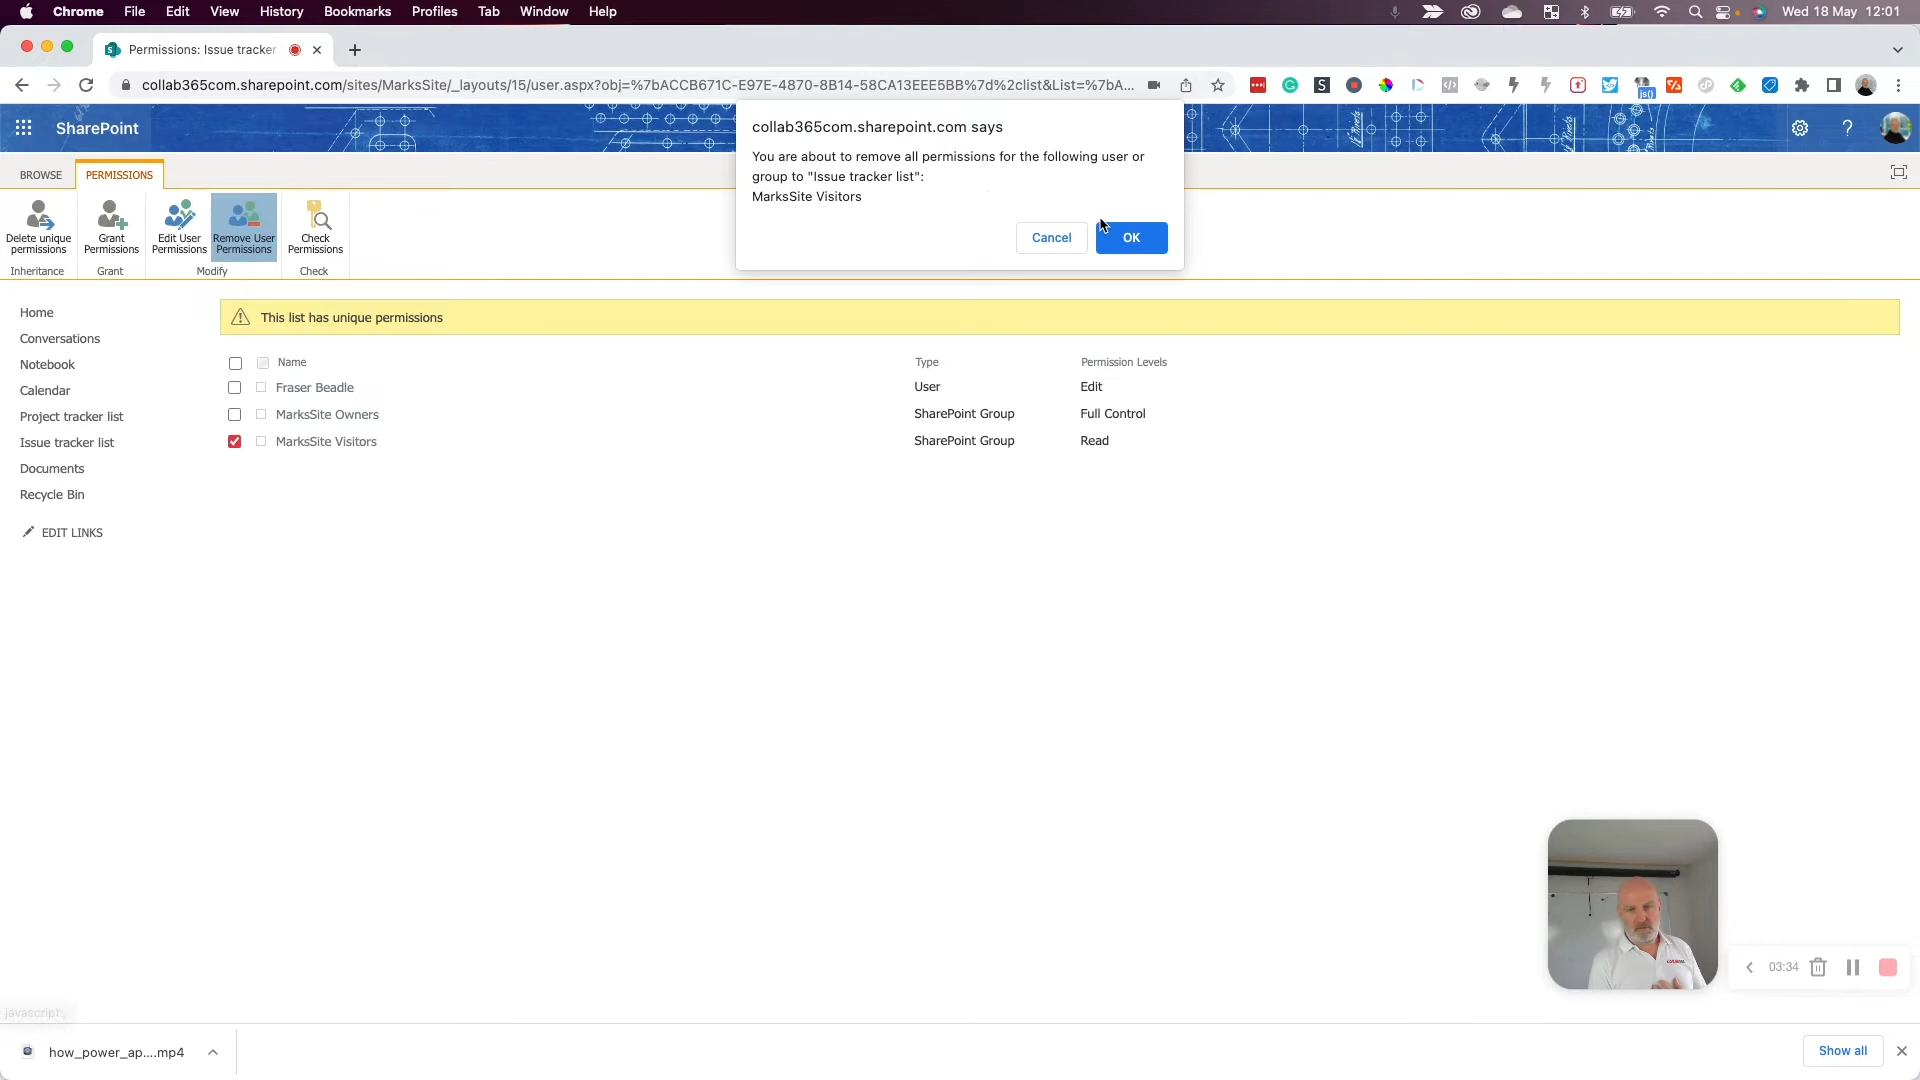 Chrome File Edit View History Bookmarks Profiles Tab Window Help Wed 18 May 12:01
Permissions: Issue tracker
collab365com.sharepoint.com/sites/MarksSite/_layouts/15/user.aspx?obj=%7bACCB671C-E97E-4870-8B14-58CA13EEE5BB%7d%2clist&List=%7bA...
SharePoint
collab365com.sharepoint.com says
You are about to remove all permissions for the following user or
group to "Issue tracker list":
MarksSite Visitors
Cancel OK
BROWSE PERMISSIONS
Delete unique permissions
Grant Permissions
Edit User Permissions
Remove User Permissions
Check Permissions
Inheritance Grant Modify Check
This list has unique permissions
Home
Conversations
Notebook
Calendar
Project tracker list
Issue tracker list
Documents
Recycle Bin
EDIT LINKS
Name Type Permission Levels
Fraser Beadle User Edit
MarksSite Owners SharePoint Group Full Control
MarksSite Visitors SharePoint Group Read
03:34
javascript:;
how_power_ap....mp4
Show all